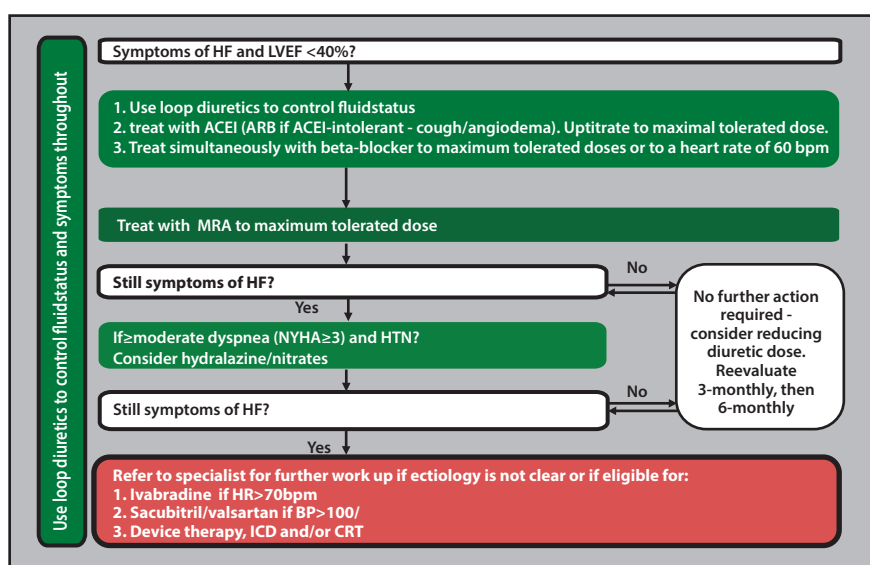 Use loop diuretics to control fluidstatus and symptoms throughout
Symptoms of HF and LVEF <40%?
1. Use loop diuretics to control fluidstatus
2. treat with ACEI (ARB if ACEI-intolerant - cough/angiodema). Uptitrate to maximal tolerated dose.
3. Treat simultaneously with beta-blocker to maximum tolerated doses or to a heart rate of 60 bpm
Treat with MRA to maximum tolerated dose
Still symptoms of HF?
No
Yes
No further action
required -
consider reducing
diuretic dose.
Reevaluate
3-monthly, then
6-monthly
If≥moderate dyspnea (NYHA≥3) and HTN?
Consider hydralazine/nitrates
Still symptoms of HF?
No
Yes
Refer to specialist for further work up if ectiology is not clear or if eligible for:
1. Ivabradine if HR>70bpm
2. Sacubitril/valsartan if BP>100/
3. Device therapy, ICD and/or CRT